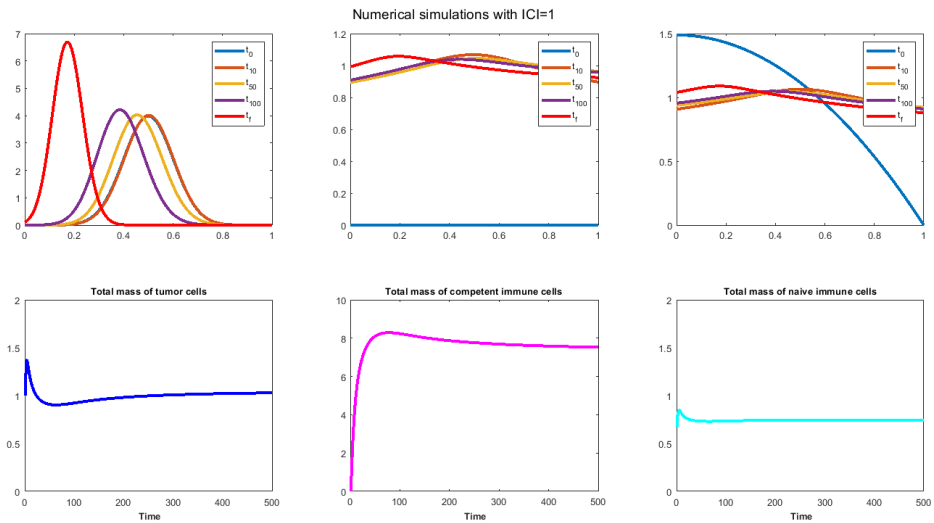 Numerical simulations with ICI=1
7
6
5
4
3
2
1
0
0 0.2 0.4 0.6 0.8 1
t0
t10
t50
t100
tf
1.2
1
0.8
0.6
0.4
0.2
0
0 0.2 0.4 0.6 0.8 1
t0
t10
t50
t100
tf
1.5
1
0.5
0
0 0.2 0.4 0.6 0.8 1
t0
t10
t50
t100
tf
Total mass of tumor cells
2
1.5
1
0.5
0
0 100 200 300 400 500
Time
Total mass of competent immune cells
10
8
6
4
2
0
0 100 200 300 400 500
Time
Total mass of naive immune cells
2
1.5
1
0.5
0
0 100 200 300 400 500
Time